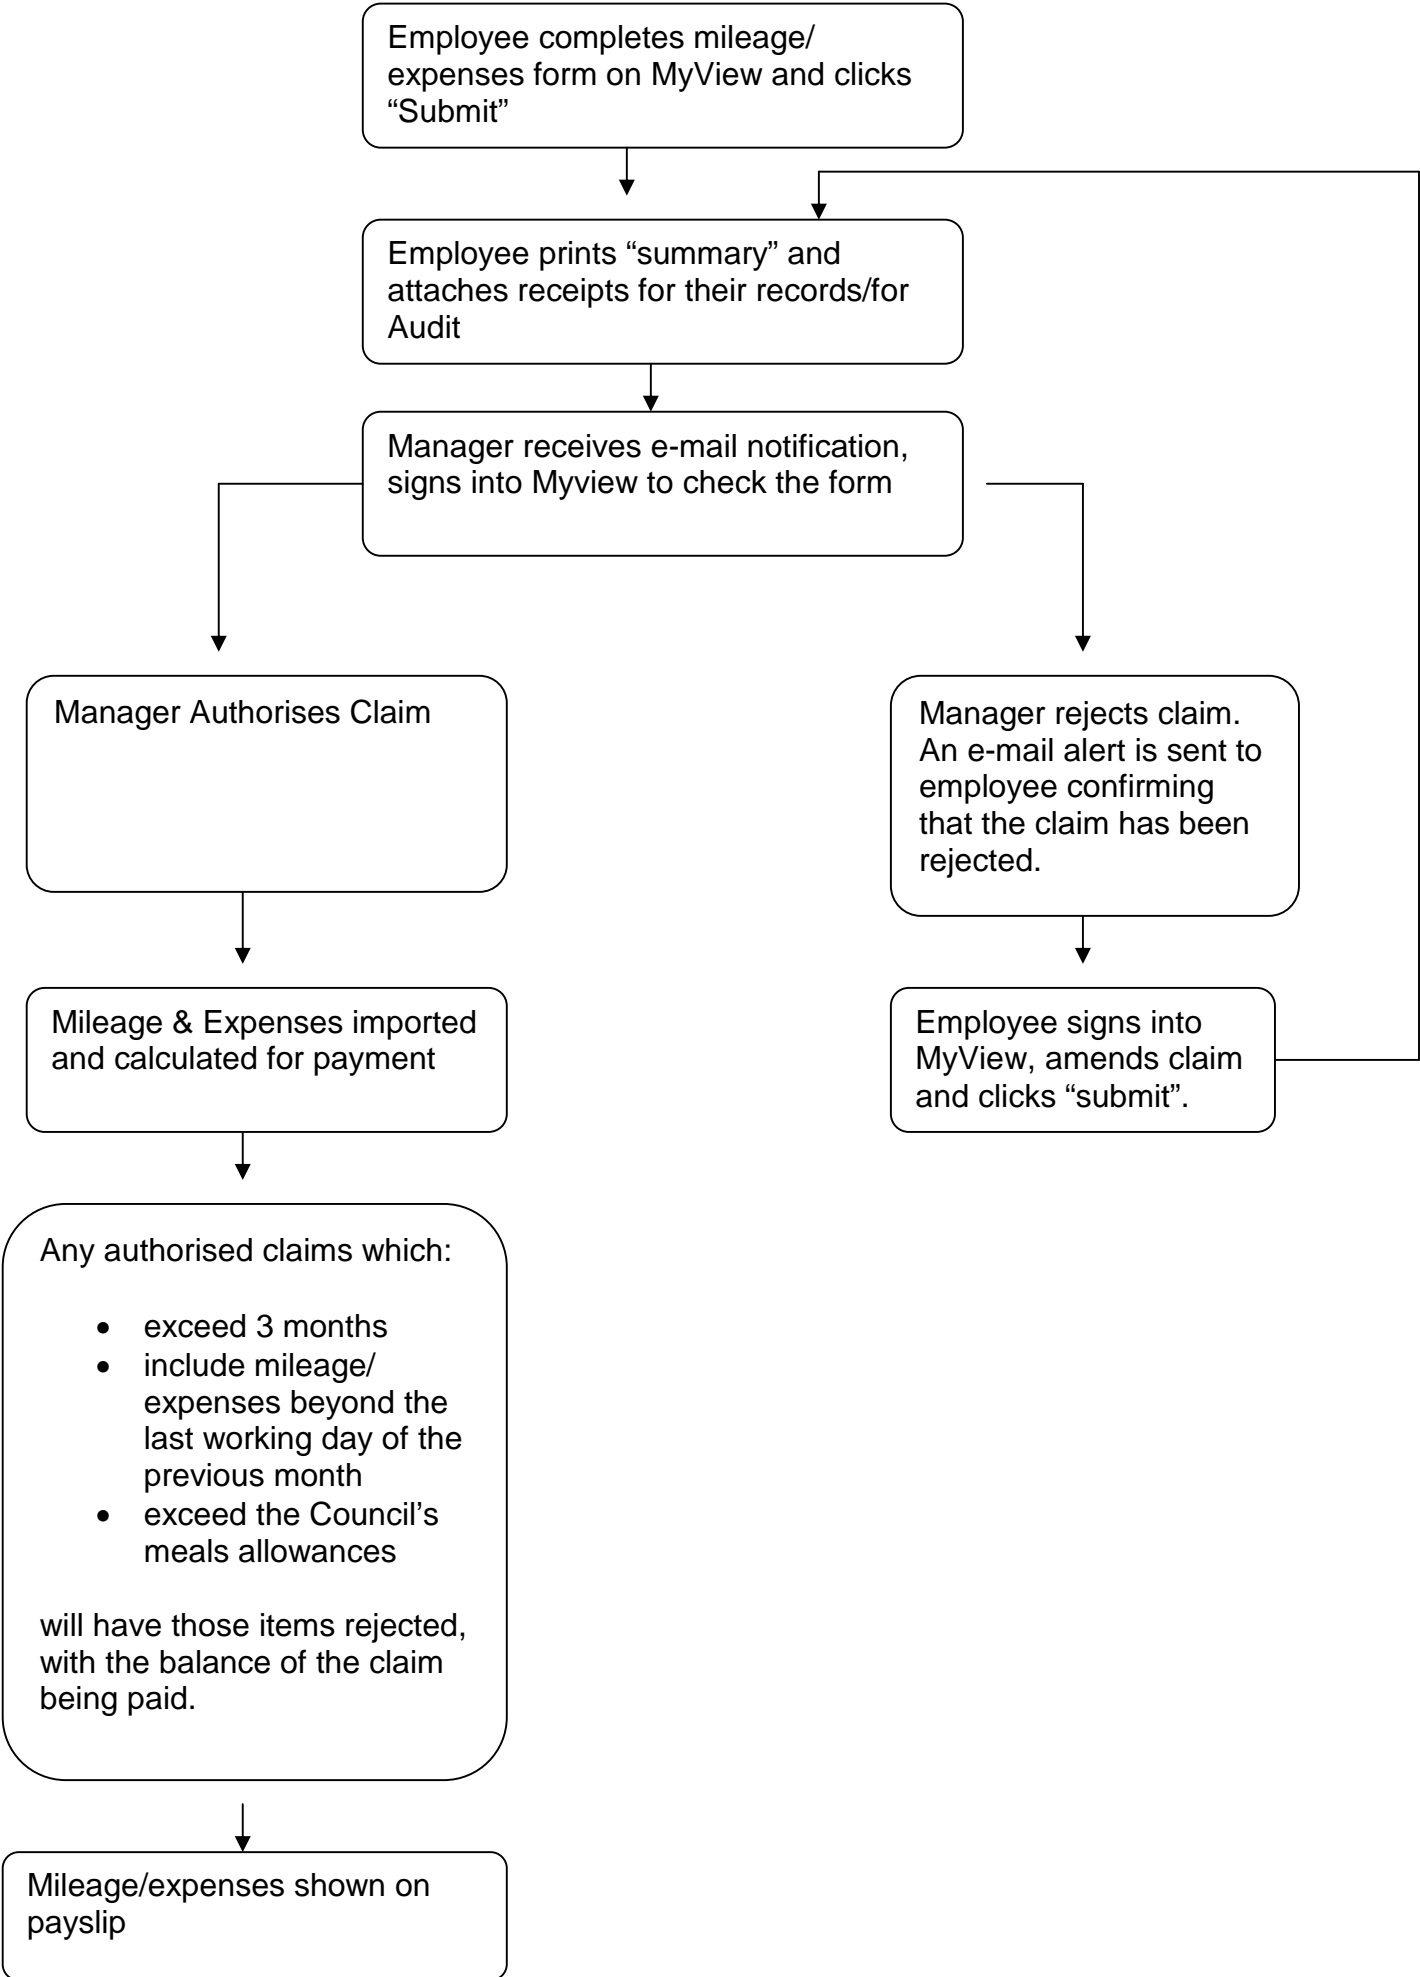 Employee completes mileage/
expenses form on MyView and clicks
“Submit”
Employee prints “summary” and
attaches receipts for their records/for
Audit
Manager receives e-mail notification,
signs into Myview to check the form
Manager Authorises Claim
Manager rejects claim.
An e-mail alert is sent to
employee confirming
that the claim has been
rejected.
Mileage & Expenses imported
and calculated for payment
Employee signs into
MyView, amends claim
and clicks “submit”.
Any authorised claims which:
• exceed 3 months
• include mileage/
expenses beyond the
last working day of the
previous month
• exceed the Council’s
meals allowances
will have those items rejected,
with the balance of the claim
being paid.
Mileage/expenses shown on
payslip